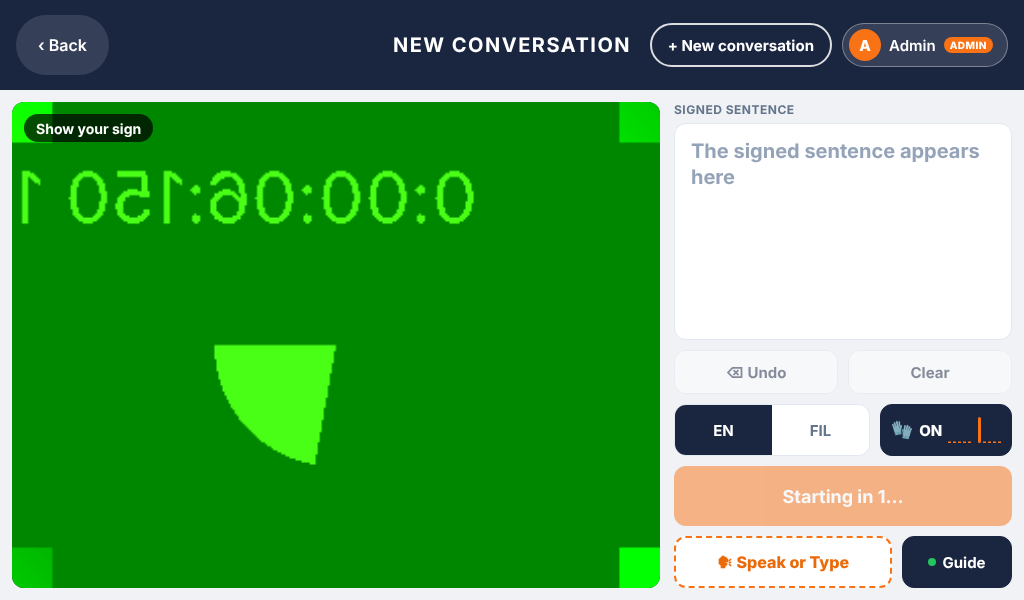 ‹ Back
NEW CONVERSATION
+ New conversation
A
Admin
ADMIN
Show your sign
0:00:06:150 1
SIGNED SENTENCE
The signed sentence appears
here
Undo
Clear
EN
FIL
ON
Starting in 1...
Speak or Type
Guide